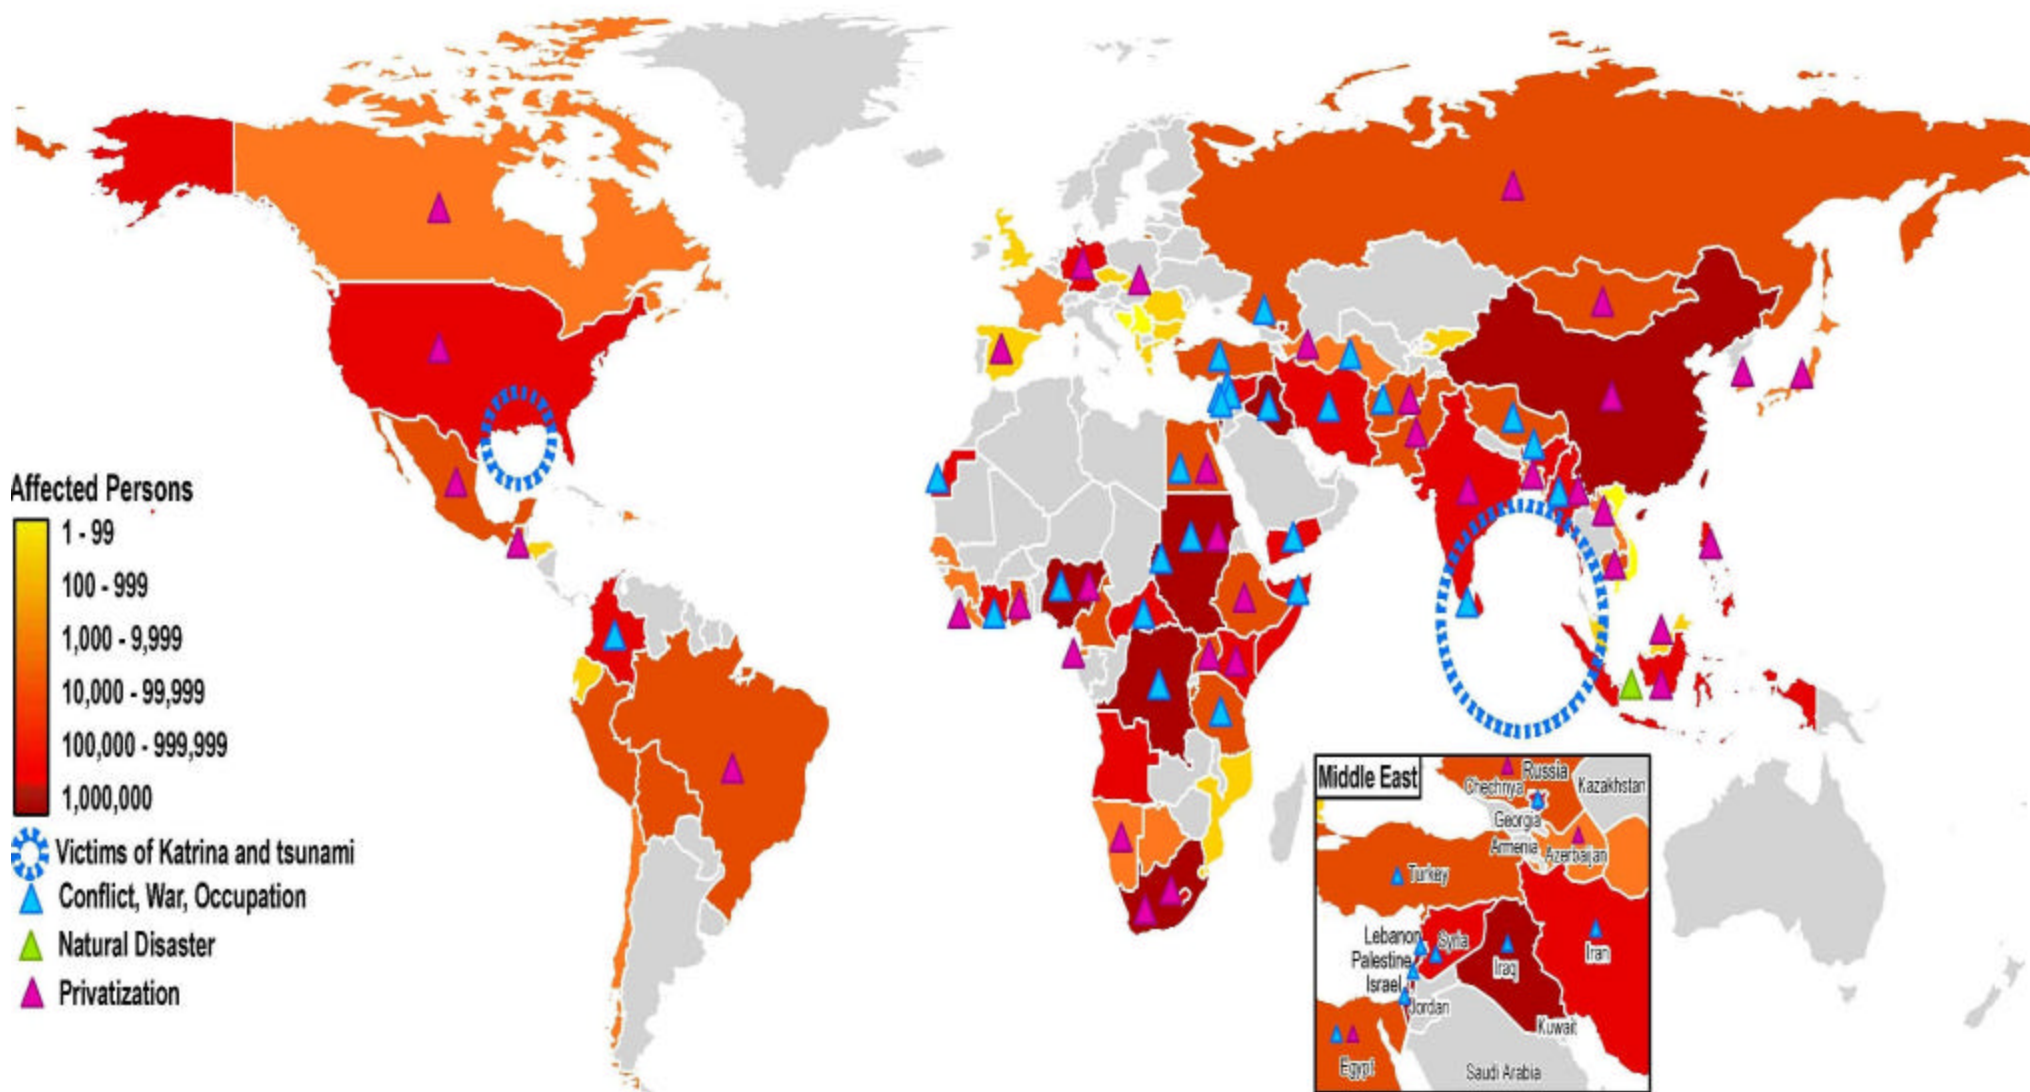 Affected Persons
1 - 99
100 - 999
1,000 - 9,999
10,000 - 99,999
100,000 - 999,999
1,000,000
Victims of Katrina and tsunami
Conflict, War, Occupation
Natural Disaster
Privatization
Middle East
Russia
Chechnya
Kazakhstan
Georgia
Armenia
Azerbaijan
Turkey
Lebanon
Syria
Palestine
Iraq
Iran
Israel
Jordan
Kuwait
Egypt
Saudi Arabia